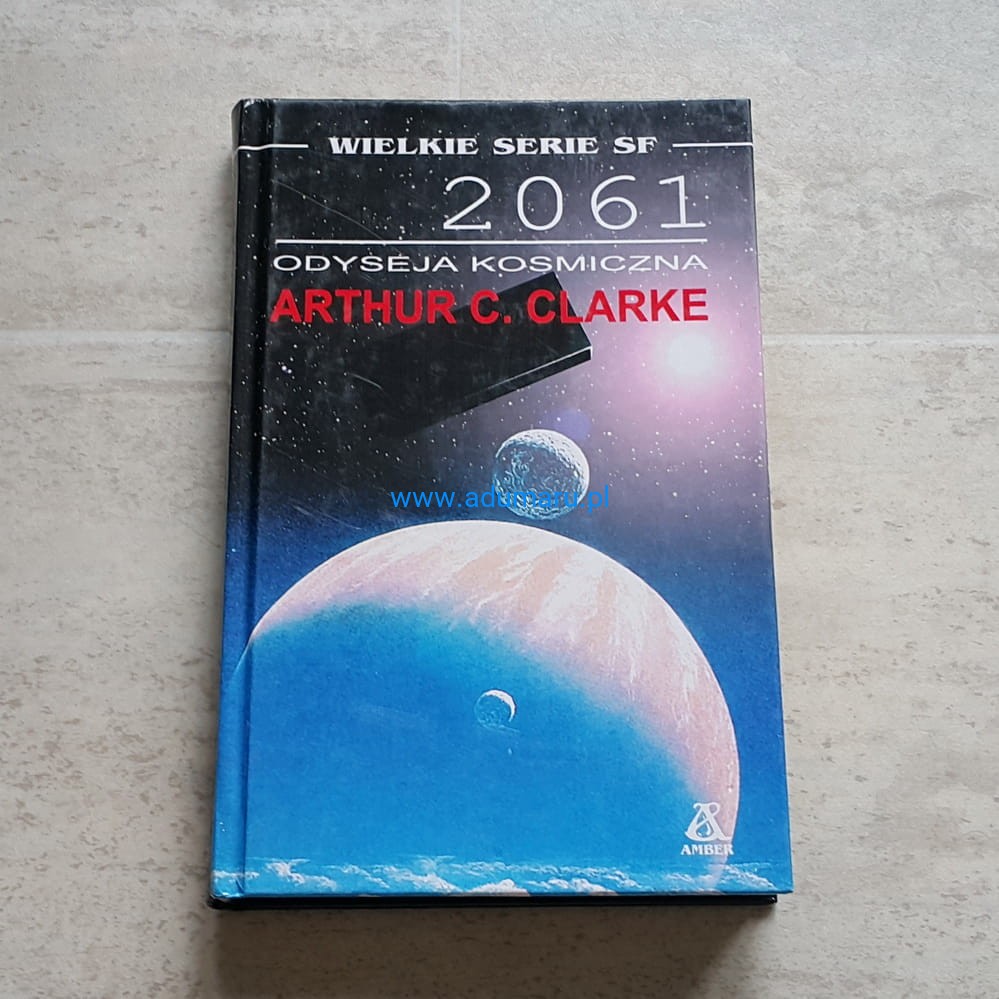 WIELKIE SERIE SF
2061
ODYSEJA KOSMICZNA
ARTHUR C. CLARKE
www.adumaru.pl
AMBER